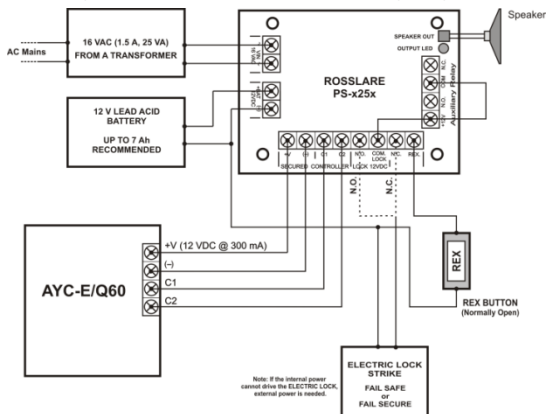 Speaker
16 VAC (1.5 A, 25 VA)
FROM A TRANSFORMER
AC Mains
SPEAKER OUT
OUTPUT LED
ROSSLARE
PS-x25x
N.C.
COM
N.O.
Auxiliary Relay
12 V LEAD ACID
BATTERY
UP TO 7 Ah
RECOMMENDED
+V
(–)
C1
C2
N.O.
COM.
LOCK
N.C.
REX.
SECURED CONTROLLER
LOCK 12VDC
N.O.
N.C.
+V (12 VDC @ 300 mA)
(–)
C1
C2
AYC-E/Q60
REX
REX BUTTON
(Normally Open)
ELECTRIC LOCK
STRIKE
FAIL SAFE
or
FAIL SECURE
Note: If the internal power
cannot drive the ELECTRIC LOCK,
external power is needed.